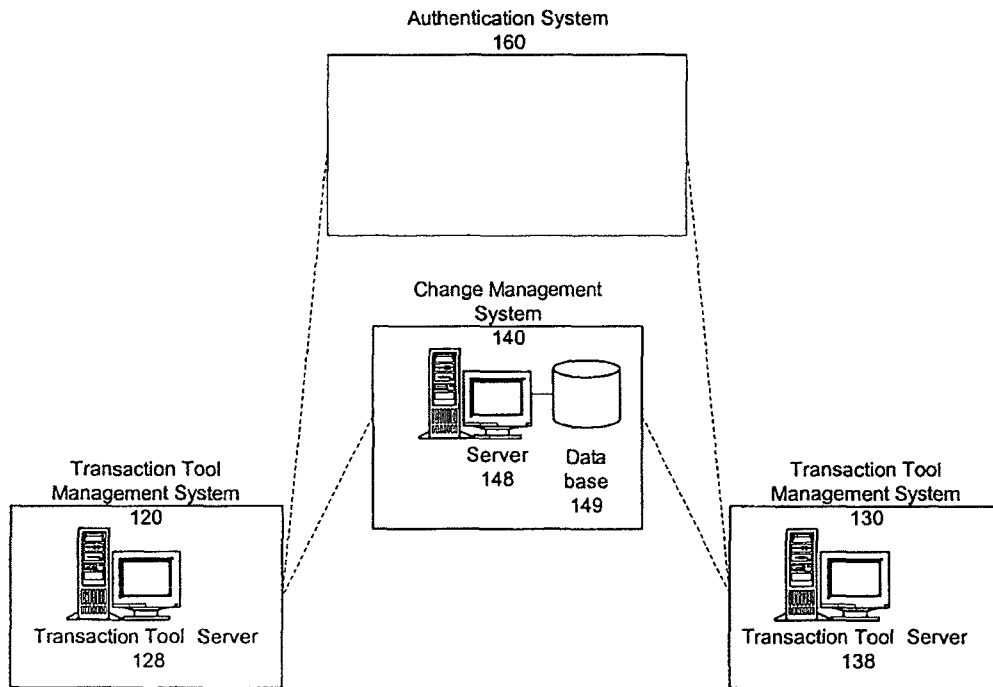 Authentication System
160
Change Management
System
140
Server
148
Data
base
149
Transaction Tool
Management System
120
Transaction Tool Server
128
Transaction Tool
Management System
130
Transaction Tool Server
138